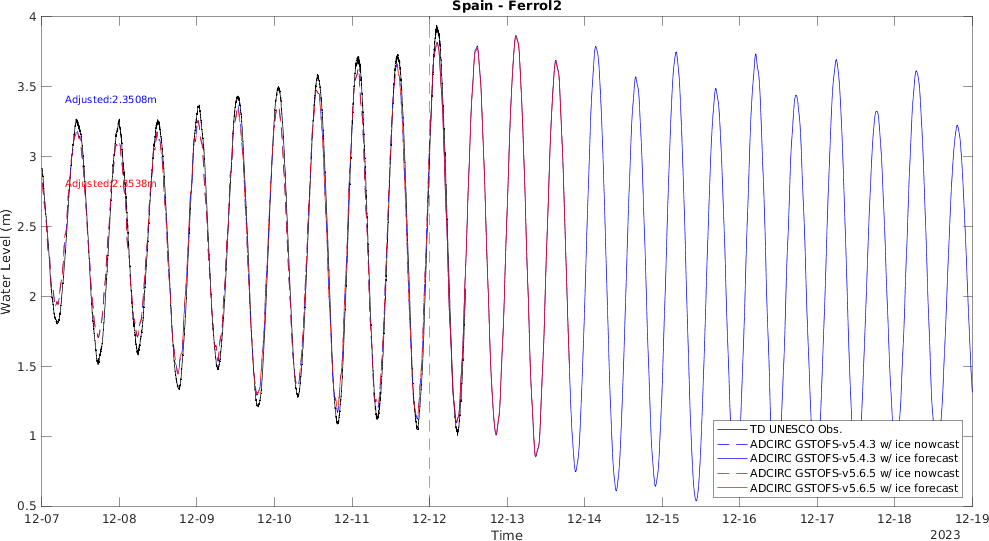 Spain - Ferrol2
4
3.5
3
2.5
2
1.5
1
0.5
Water Level (m)
Adjusted:2.3508m
Adjusted:2.3538m
TD UNESCO Obs.
ADCIRC GSTOFS-v5.4.3 w/ ice nowcast
ADCIRC GSTOFS-v5.4.3 w/ ice forecast
ADCIRC GSTOFS-v5.6.5 w/ ice nowcast
ADCIRC GSTOFS-v5.6.5 w/ ice forecast
12-07 12-08 12-09 12-10 12-11 12-12 12-13 12-14 12-15 12-16 12-17 12-18 12-19
Time
2023